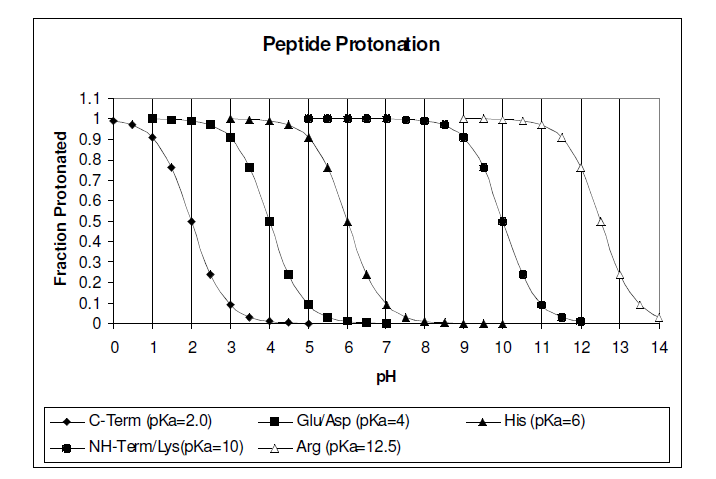 Peptide Protonation
Fraction Protonated
1.1
1
0.9
0.8
0.7
0.6
0.5
0.4
0.3
0.2
0.1
0
0 1 2 3 4 5 6 7 8 9 10 11 12 13 14
pH
C-Term (pKa=2.0) Glu/Asp (pKa=4) His (pKa=6)
NH-Term/Lys(pKa=10) Arg (pKa=12.5)